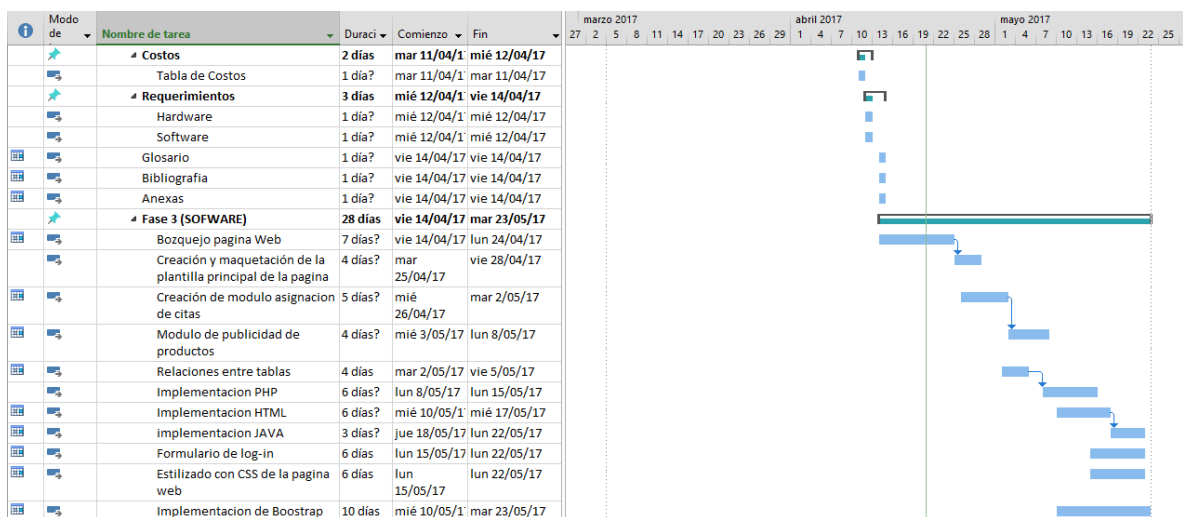 Modo de Nombre de tarea Duraci Comienzo Fin
marzo 2017 abril 2017 mayo 2017
27 2 5 8 11 14 17 20 23 26 29 1 4 7 10 13 16 19 22 25 28 1 4 7 10 13 16 19 22 25
Costos 2 días mar 11/04/1 mié 12/04/17
Tabla de Costos 1 día? mar 11/04/1 mar 11/04/17
Requerimientos 3 días mié 12/04/1 vie 14/04/17
Hardware 1 día? mié 12/04/1 mié 12/04/17
Software 1 día? mié 12/04/1 mié 12/04/17
Glosario 1 día? vie 14/04/17 vie 14/04/17
Bibliografia 1 día? vie 14/04/17 vie 14/04/17
Anexas 1 día? vie 14/04/17 vie 14/04/17
Fase 3 (SOFWARE) 28 días vie 14/04/17 mar 23/05/17
Bozquejo pagina Web 7 días? vie 14/04/17 lun 24/04/17
Creación y maquetación de la 4 días? mar vie 28/04/17
plantilla principal de la pagina 25/04/17
Creación de modulo asignacion 5 días? mié mar 2/05/17
de citas 26/04/17
Modulo de publicidad de 4 días? mié 3/05/17 lun 8/05/17
productos
Relaciones entre tablas 4 días mar 2/05/17 vie 5/05/17
Implementacion PHP 6 días? lun 8/05/17 lun 15/05/17
Implementacion HTML 6 días? mié 10/05/1 mié 17/05/17
implementacion JAVA 3 días? jue 18/05/17 lun 22/05/17
Formulario de log-in 6 días lun 15/05/17 lun 22/05/17
Estilizado con CSS de la pagina 6 días lun lun 22/05/17
web 15/05/17
Implementacion de Boostrap 10 días mié 10/05/1 mar 23/05/17